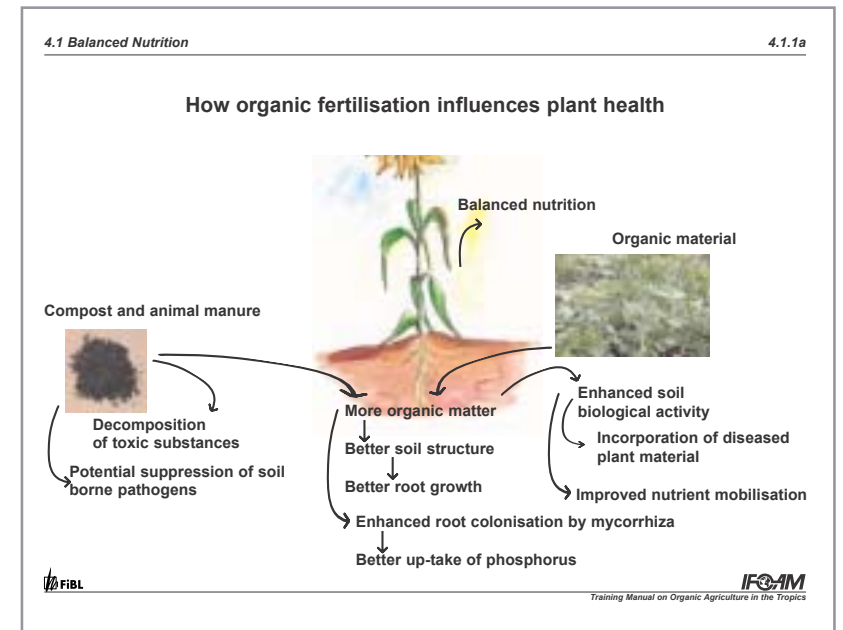 4.1 Balanced Nutrition
4.1.1a
How organic fertilisation influences plant health
Balanced nutrition
Organic material
Compost and animal manure
Decomposition
of toxic substances
Potential suppression of soil
borne pathogens
More organic matter
Better soil structure
Better root growth
Enhanced root colonisation by mycorrhiza
Better up-take of phosphorus
Enhanced soil
biological activity
Incorporation of diseased
plant material
Improved nutrient mobilisation
FiBL
IFOAM
Training Manual on Organic Agriculture in the Tropics